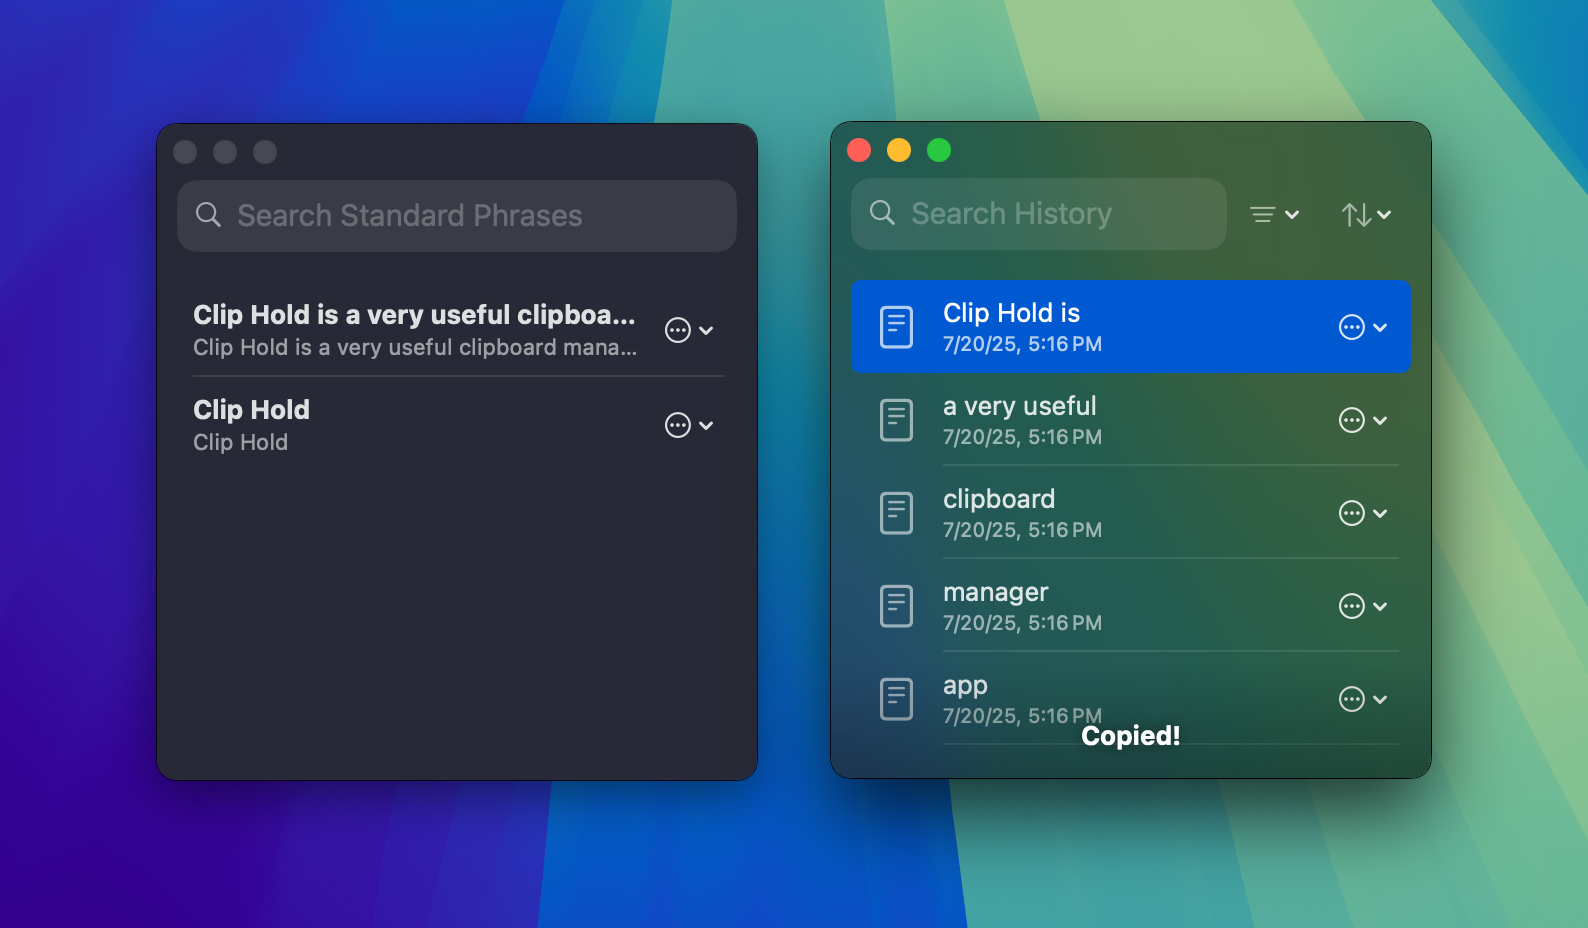 Search Standard Phrases
Clip Hold is a very useful clipboa...
Clip Hold is a very useful clipboard mana...
Clip Hold
Clip Hold
Search History
Clip Hold is
7/20/25, 5:16 PM
a very useful
7/20/25, 5:16 PM
clipboard
7/20/25, 5:16 PM
manager
7/20/25, 5:16 PM
app
7/20/25, 5:16 PM
Copied!